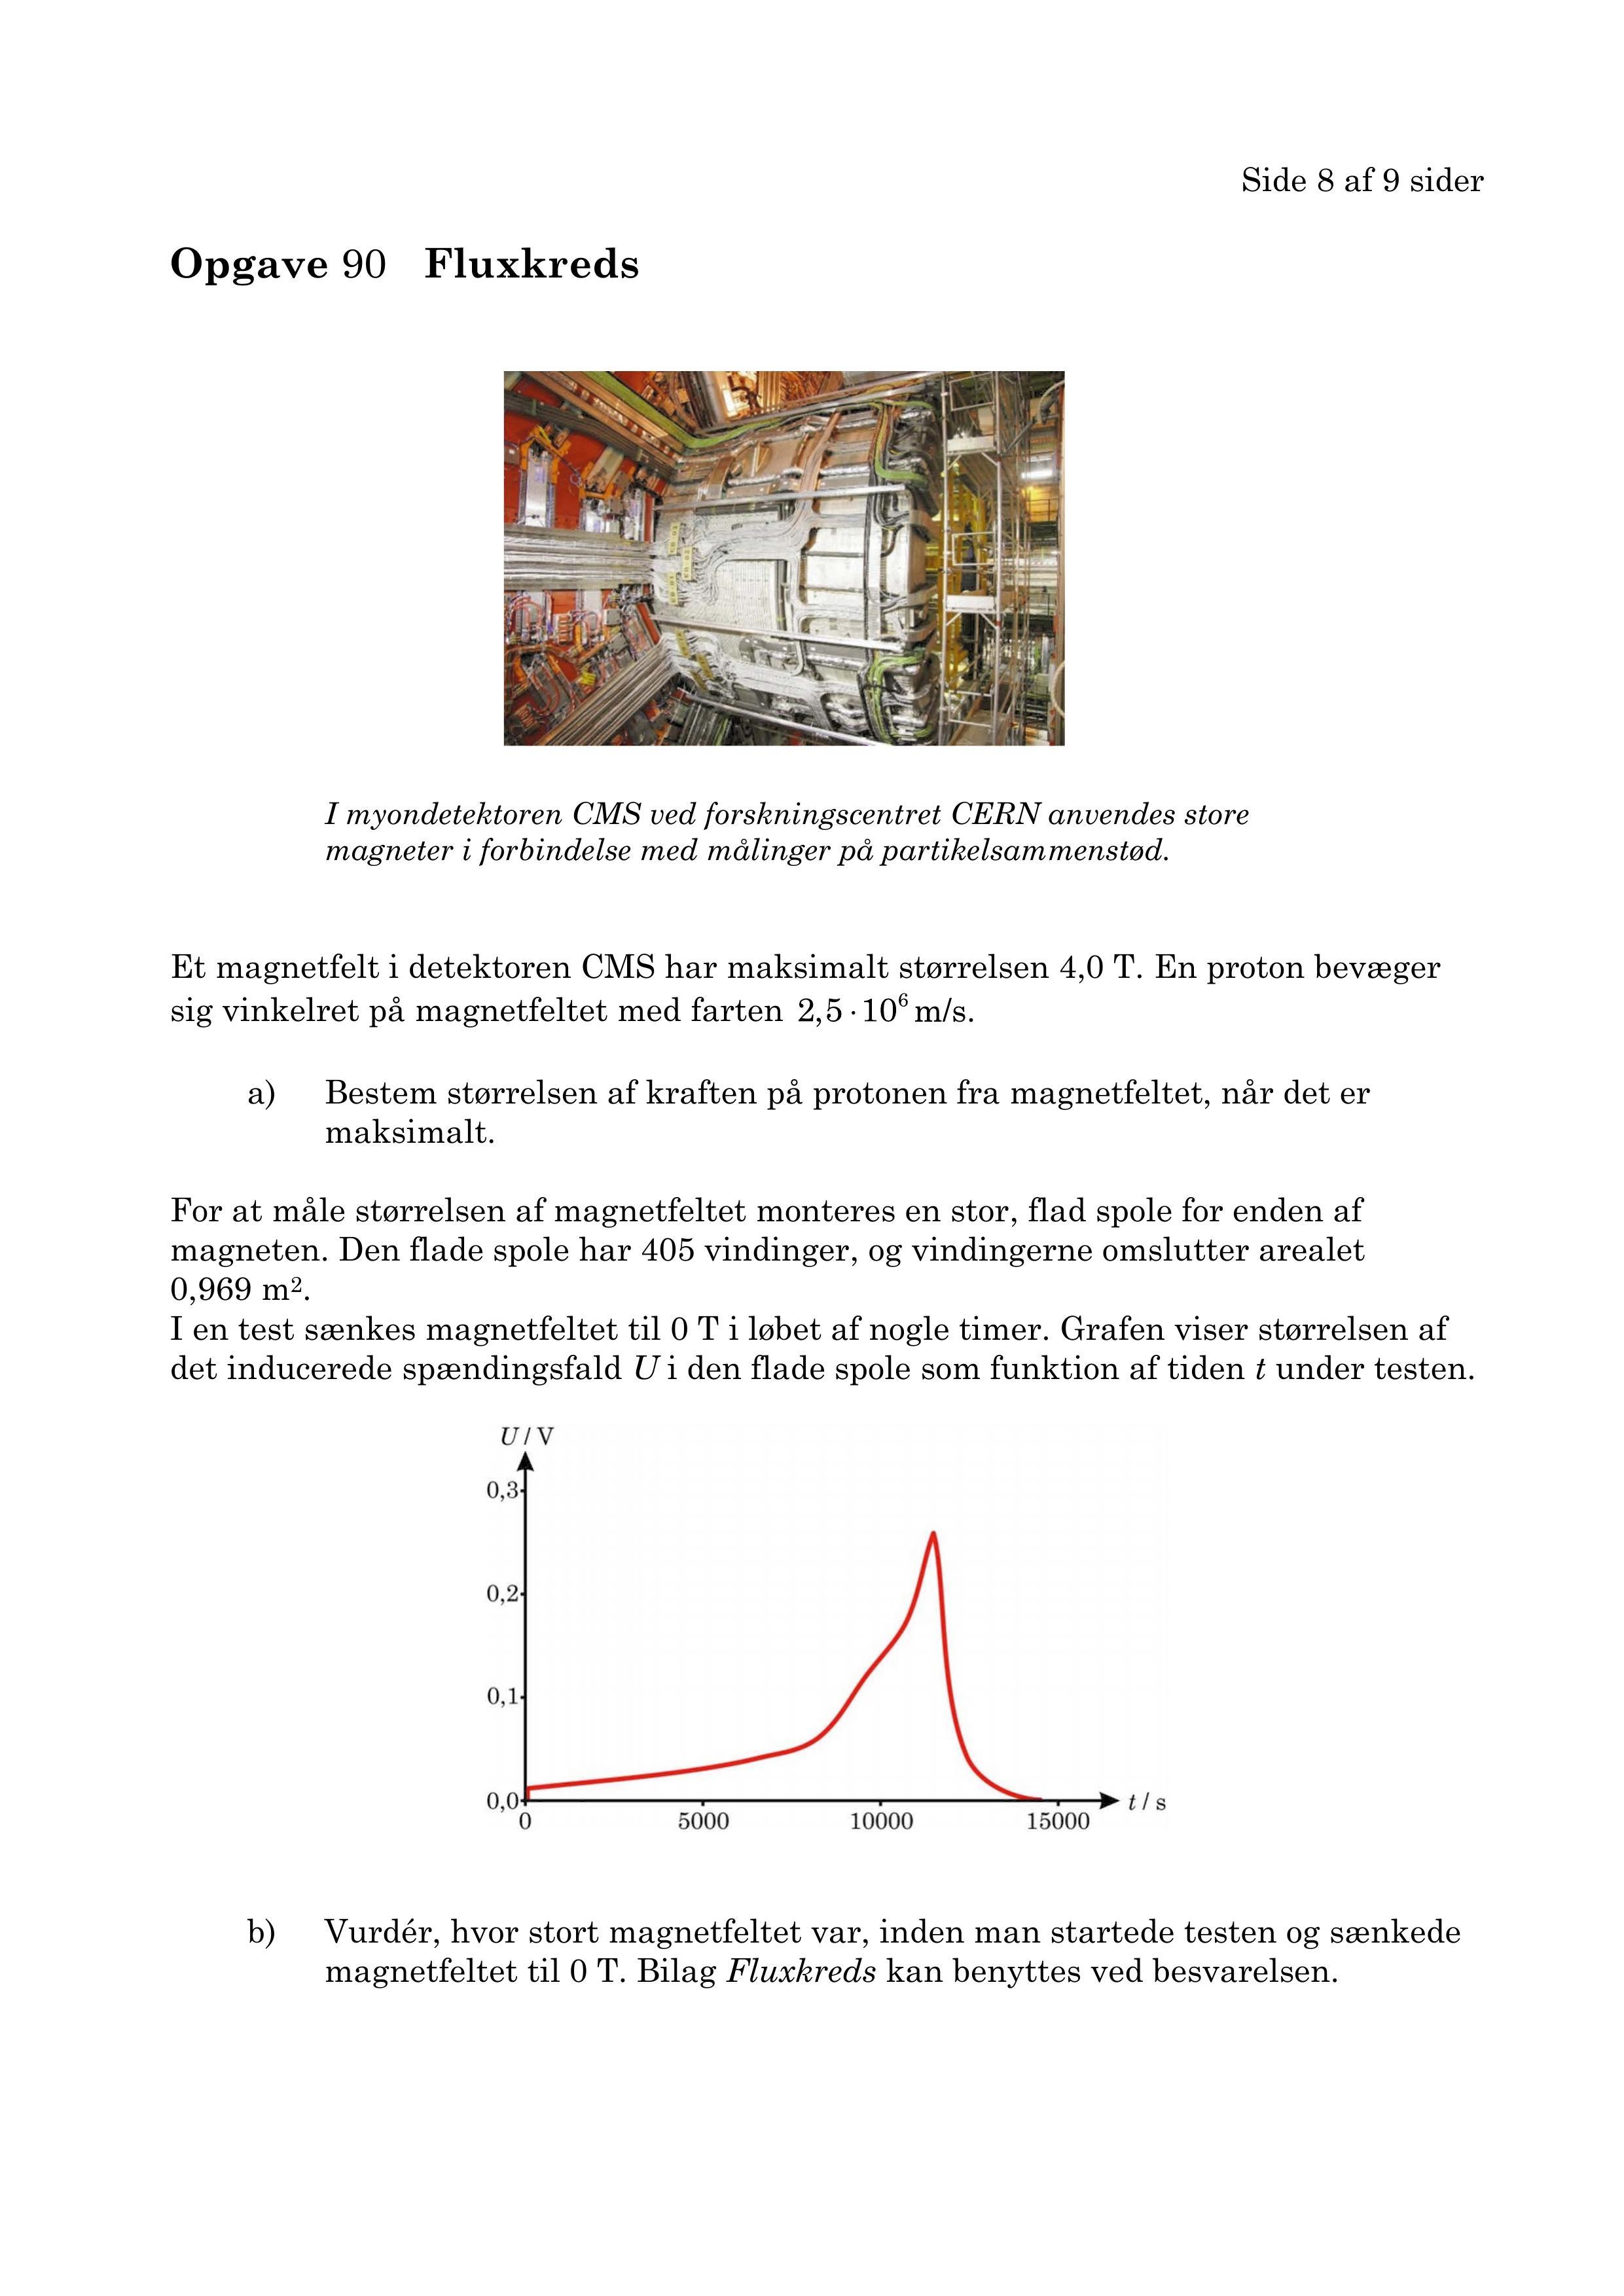 Side 8 af 9 sider
Opgave 90 Fluxkreds
I myondetektoren CMS ved forskningscentret CERN anvendes store
magneter i forbindelse med målinger på partikelsammenstød.
Et magnetfelt i detektoren CMS har maksimalt størrelsen 4,0 T. En proton bevæger
sig vinkelret på magnetfeltet med farten 2,5 · 10⁶ m/s.
a) Bestem størrelsen af kraften på protonen fra magnetfeltet, når det er
maksimalt.
For at måle størrelsen af magnetfeltet monteres en stor, flad spole for enden af
magneten. Den flade spole har 405 vindinger, og vindingerne omslutter arealet
0,969 m².
I en test sænkes magnetfeltet til 0 T i løbet af nogle timer. Grafen viser størrelsen af
det inducerede spændingsfald U i den flade spole som funktion af tiden t under testen.
U / V
0,3
0,2
0,1
0,0
0 5000 10000 15000
t / s
b) Vurdér, hvor stort magnetfeltet var, inden man startede testen og sænkede
magnetfeltet til 0 T. Bilag Fluxkreds kan benyttes ved besvarelsen.